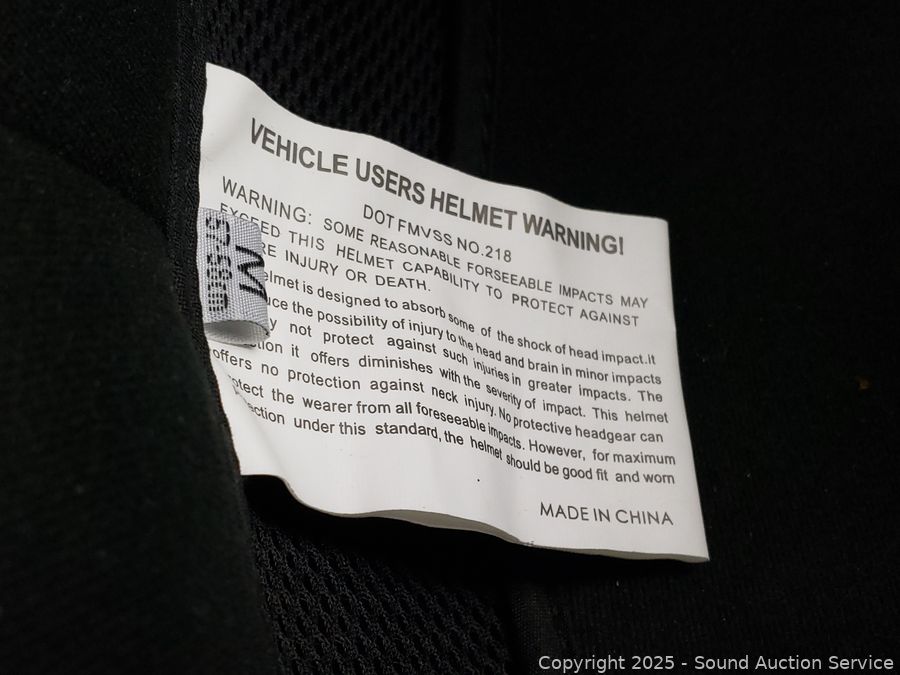 VEHICLE USERS HELMET WARNING!
DOT FMVSS NO.218
WARNING: SOME REASONABLE FORSEEABLE IMPACTS MAY
THIS HELMET CAPABILITY TO PROTECT AGAINST
INJURY OR DEATH.
is designed to absorb some of the shock of head impact.it
the possibility of injury to the head and brain in minor impacts
not protect against such injuries in greater impacts. The
it offers diminishes with the severity of impact. This helmet
offers no protection against neck injury. No protective headgear can
the wearer from all foreseeable impacts. However, for maximum
under this standard, the helmet should be good fit and worn
MADE IN CHINA
M
57-58cm
Copyright 2025 - Sound Auction Service